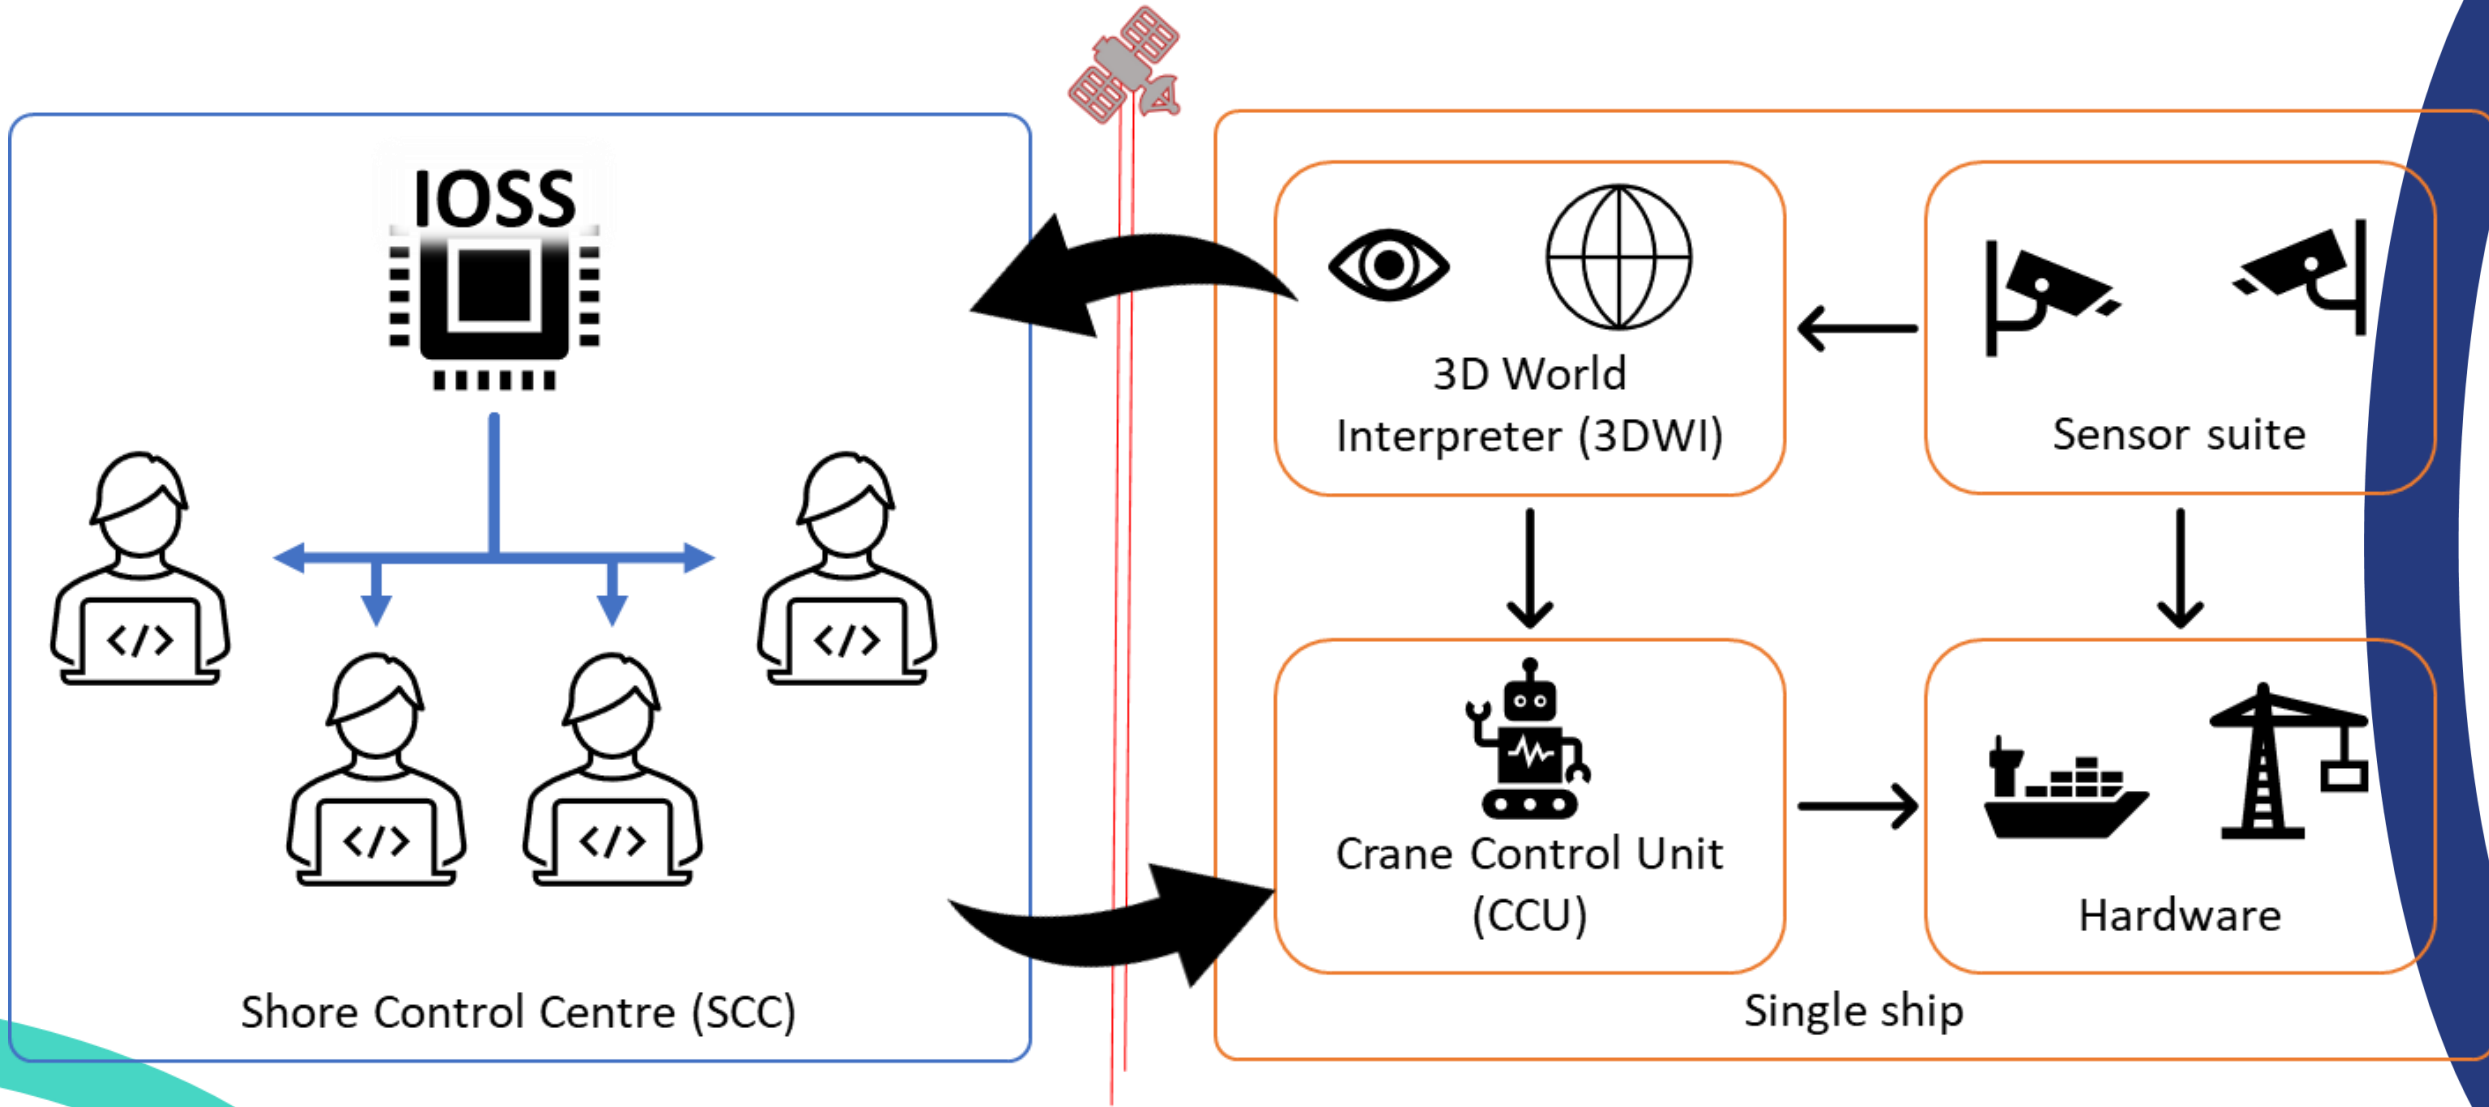 IOSS
</>
</>
</>
</>
Shore Control Centre (SCC)
3D World
Interpreter (3DWI)
Sensor suite
Crane Control Unit
(CCU)
Hardware
Single ship